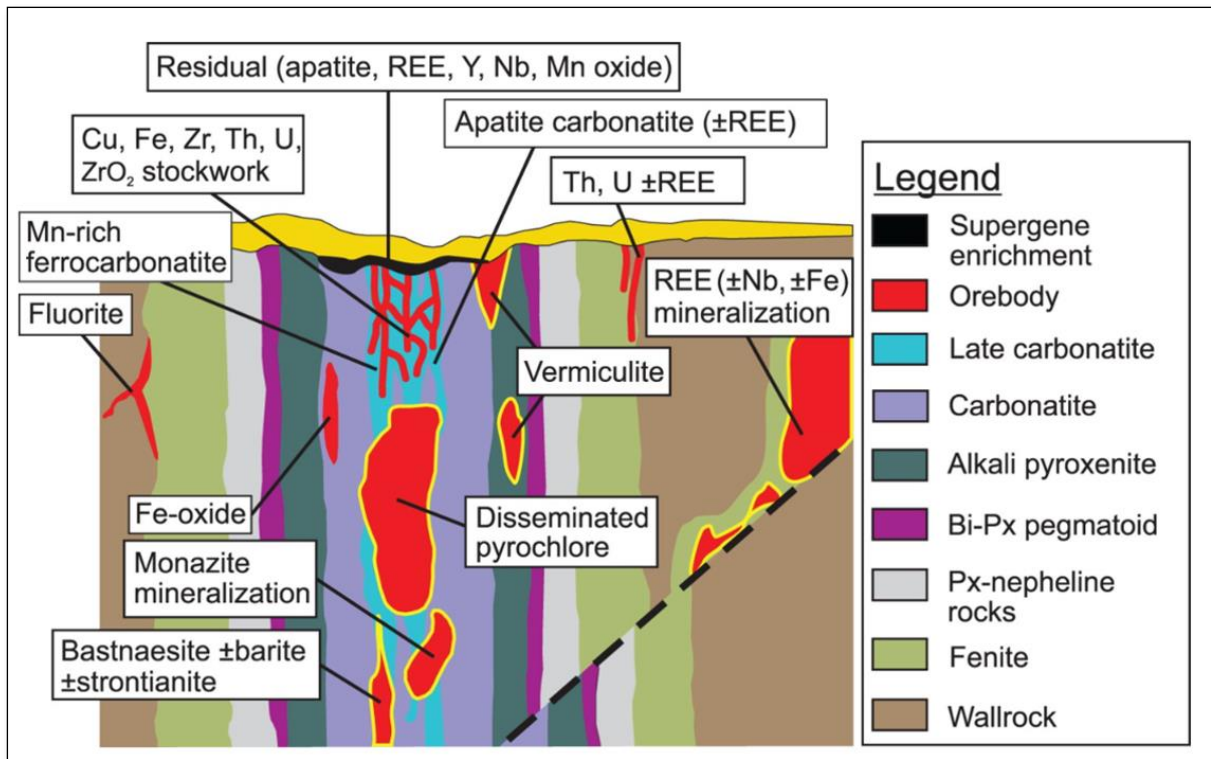 Residual (apatite, REE, Y, Nb, Mn oxide)
Cu, Fe, Zr, Th, U,
ZrO₂ stockwork
Apatite carbonatite (±REE)
Th, U ±REE
Mn-rich
ferrocarbonatite
Fluorite
REE (±Nb, ±Fe)
mineralization
Vermiculite
Fe-oxide
Disseminated
pyrochlore
Monazite
mineralization
Bastnaesite ±barite
±strontianite
Legend
Supergene
enrichment
Orebody
Late carbonatite
Carbonatite
Alkali pyroxenite
Bi-Px pegmatoid
Px-nepheline
rocks
Fenite
Wallrock